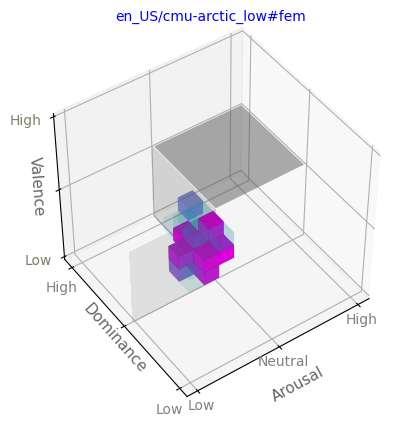 en_US/cmu-arctic_low#fem
High
Valence
Low
High
Dominance
Low
Low
Neutral
High
Arousal